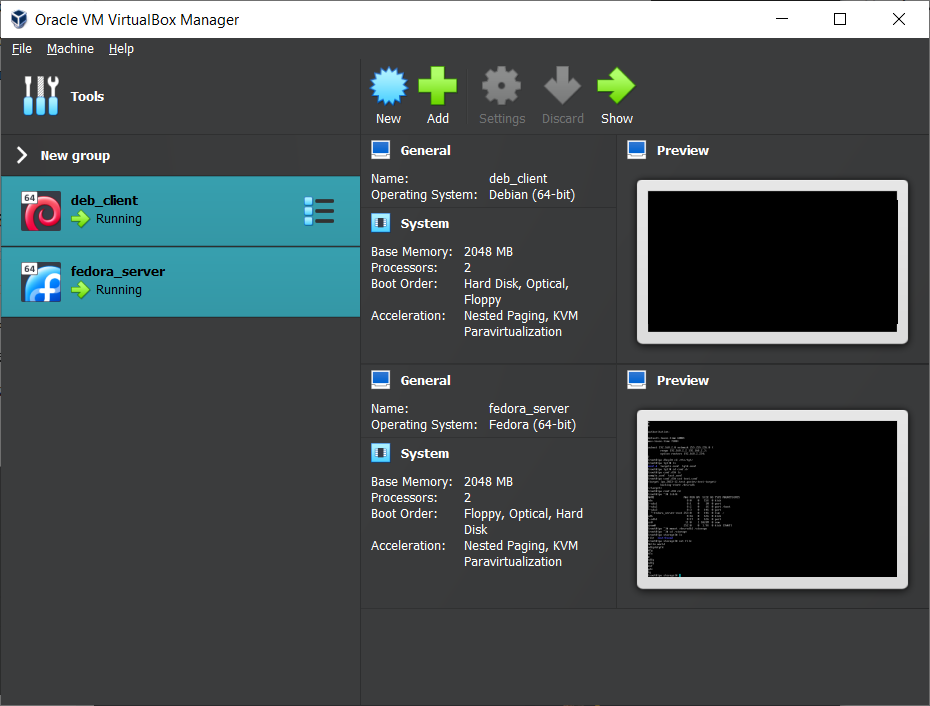 Oracle VM VirtualBox Manager
File Machine Help
Tools
New Add Settings Discard Show
New group
64
deb_client
Running
64
fedora_server
Running
General
Name: deb_client
Operating System: Debian (64-bit)
System
Base Memory: 2048 MB
Processors: 2
Boot Order: Hard Disk, Optical,
Floppy
Acceleration: Nested Paging, KVM
Paravirtualization
Preview
General
Name: fedora_server
Operating System: Fedora (64-bit)
System
Base Memory: 2048 MB
Processors: 2
Boot Order: Floppy, Optical, Hard
Disk
Acceleration: Nested Paging, KVM
Paravirtualization
Preview